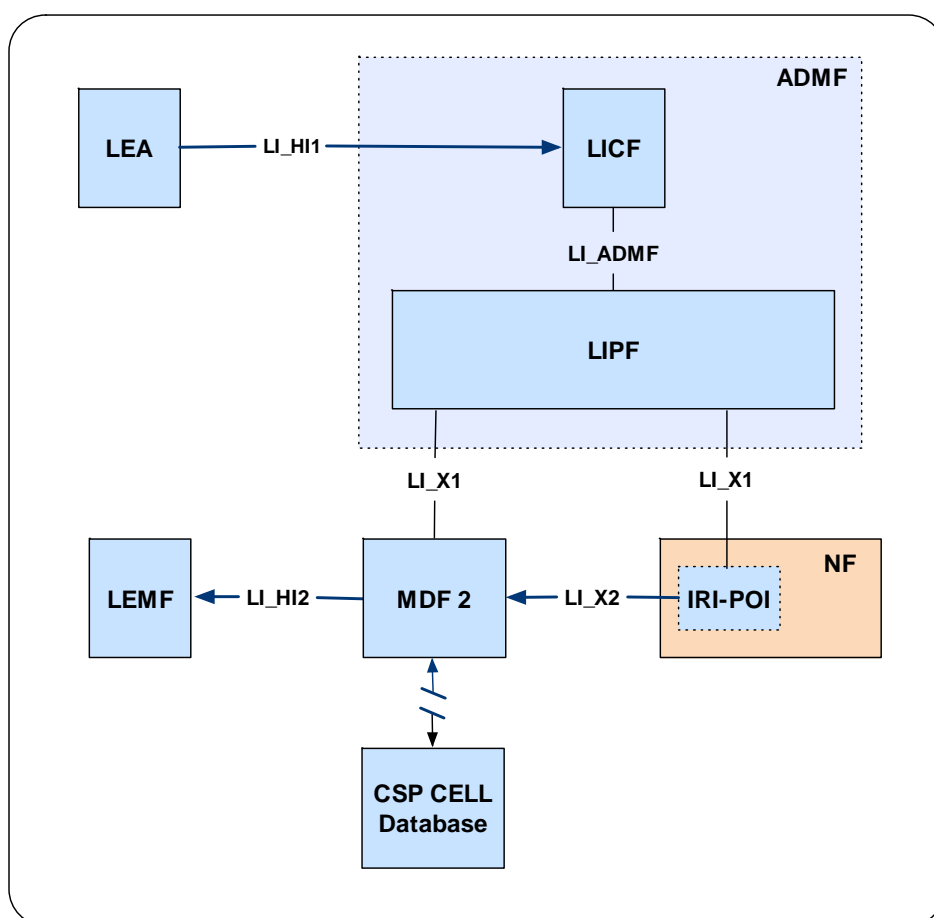 ADMF
LEA
LI_HI1
LICF
LI_ADMF
LIPF
LI_X1
LI_X1
LEMF
LI_HI2
MDF 2
LI_X2
IRI-POI
NF
CSP CELL
Database